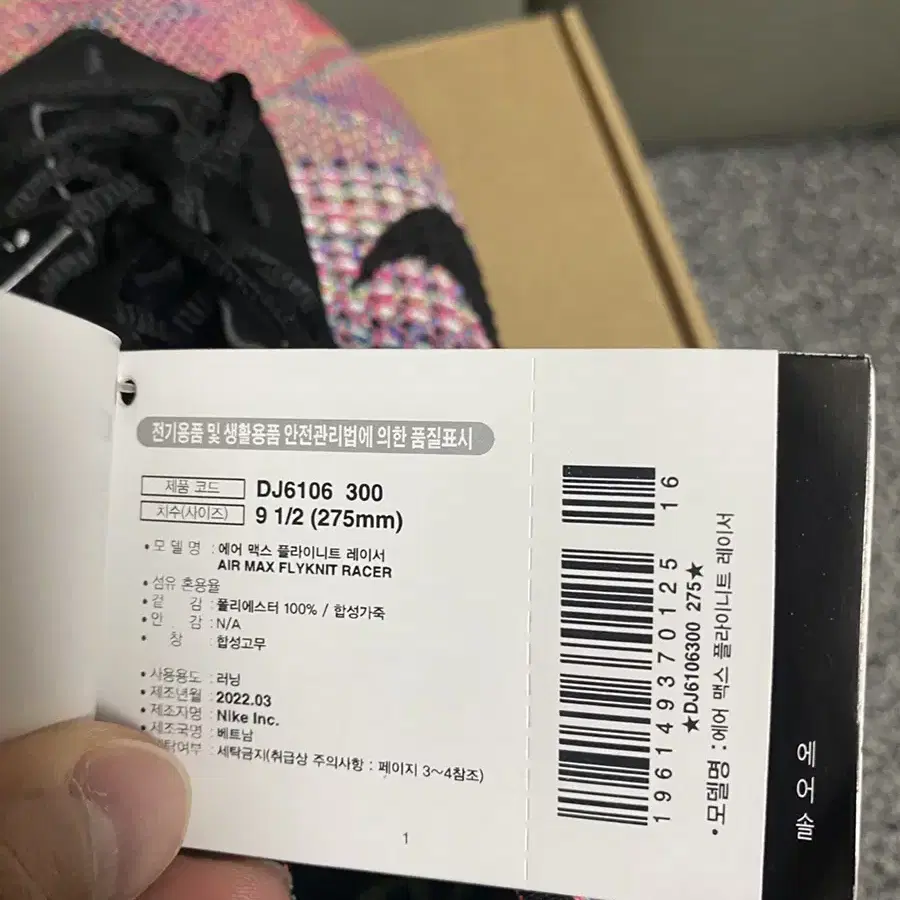 전기용품 및 생활용품 안전관리법에 의한 품질표시
제품 코드 DJ6106 300
치수(사이즈) 9 1/2 (275mm)
• 모 델 명 : 에어 맥스 플라이니트 레이서
AIR MAX FLYKNIT RACER
• 섬유 혼용율
• 겉 감 : 폴리에스터 100% / 합성가죽
• 안 감 : N/A
• 창 : 합성고무
• 사용용도 : 러닝
• 제조년월 : 2022.03
• 제조자명 : Nike Inc.
• 제조국명 : 베트남
탁여부 : 세탁금지(취급상 주의사항 : 페이지 3~4참조)
1
16
196149370125
★DJ6106300 275★
• 모델명 : 에어 맥스 플라이니트 레이서
에어솔